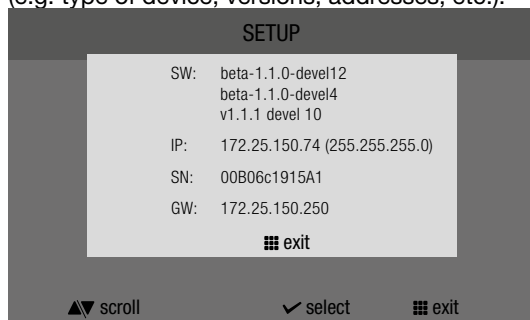 (e.g. type of device, versions, addresses, etc.).
SETUP
SW: beta-1.1.0-devel12
beta-1.1.0-devel4
v1.1.1 devel 10
IP: 172.25.150.74 (255.255.255.0)
SN: 00B06c1915A1
GW: 172.25.150.250
exit
scroll select exit